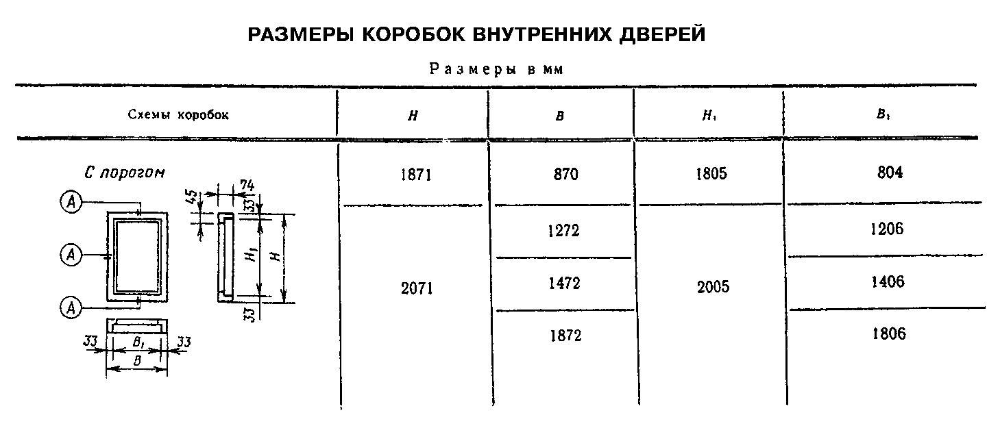 РАЗМЕРЫ КОРОБОК ВНУТРЕННИХ ДВЕРЕЙ
Размеры в мм
Схемы коробок H B H₁ B₁
С порогом 1871 870 1805 804
74
45
33
A
1272 1206
A
H₁ H
2071 1472 2005 1406
A
33
1872 1806
33 B₁ 33
B